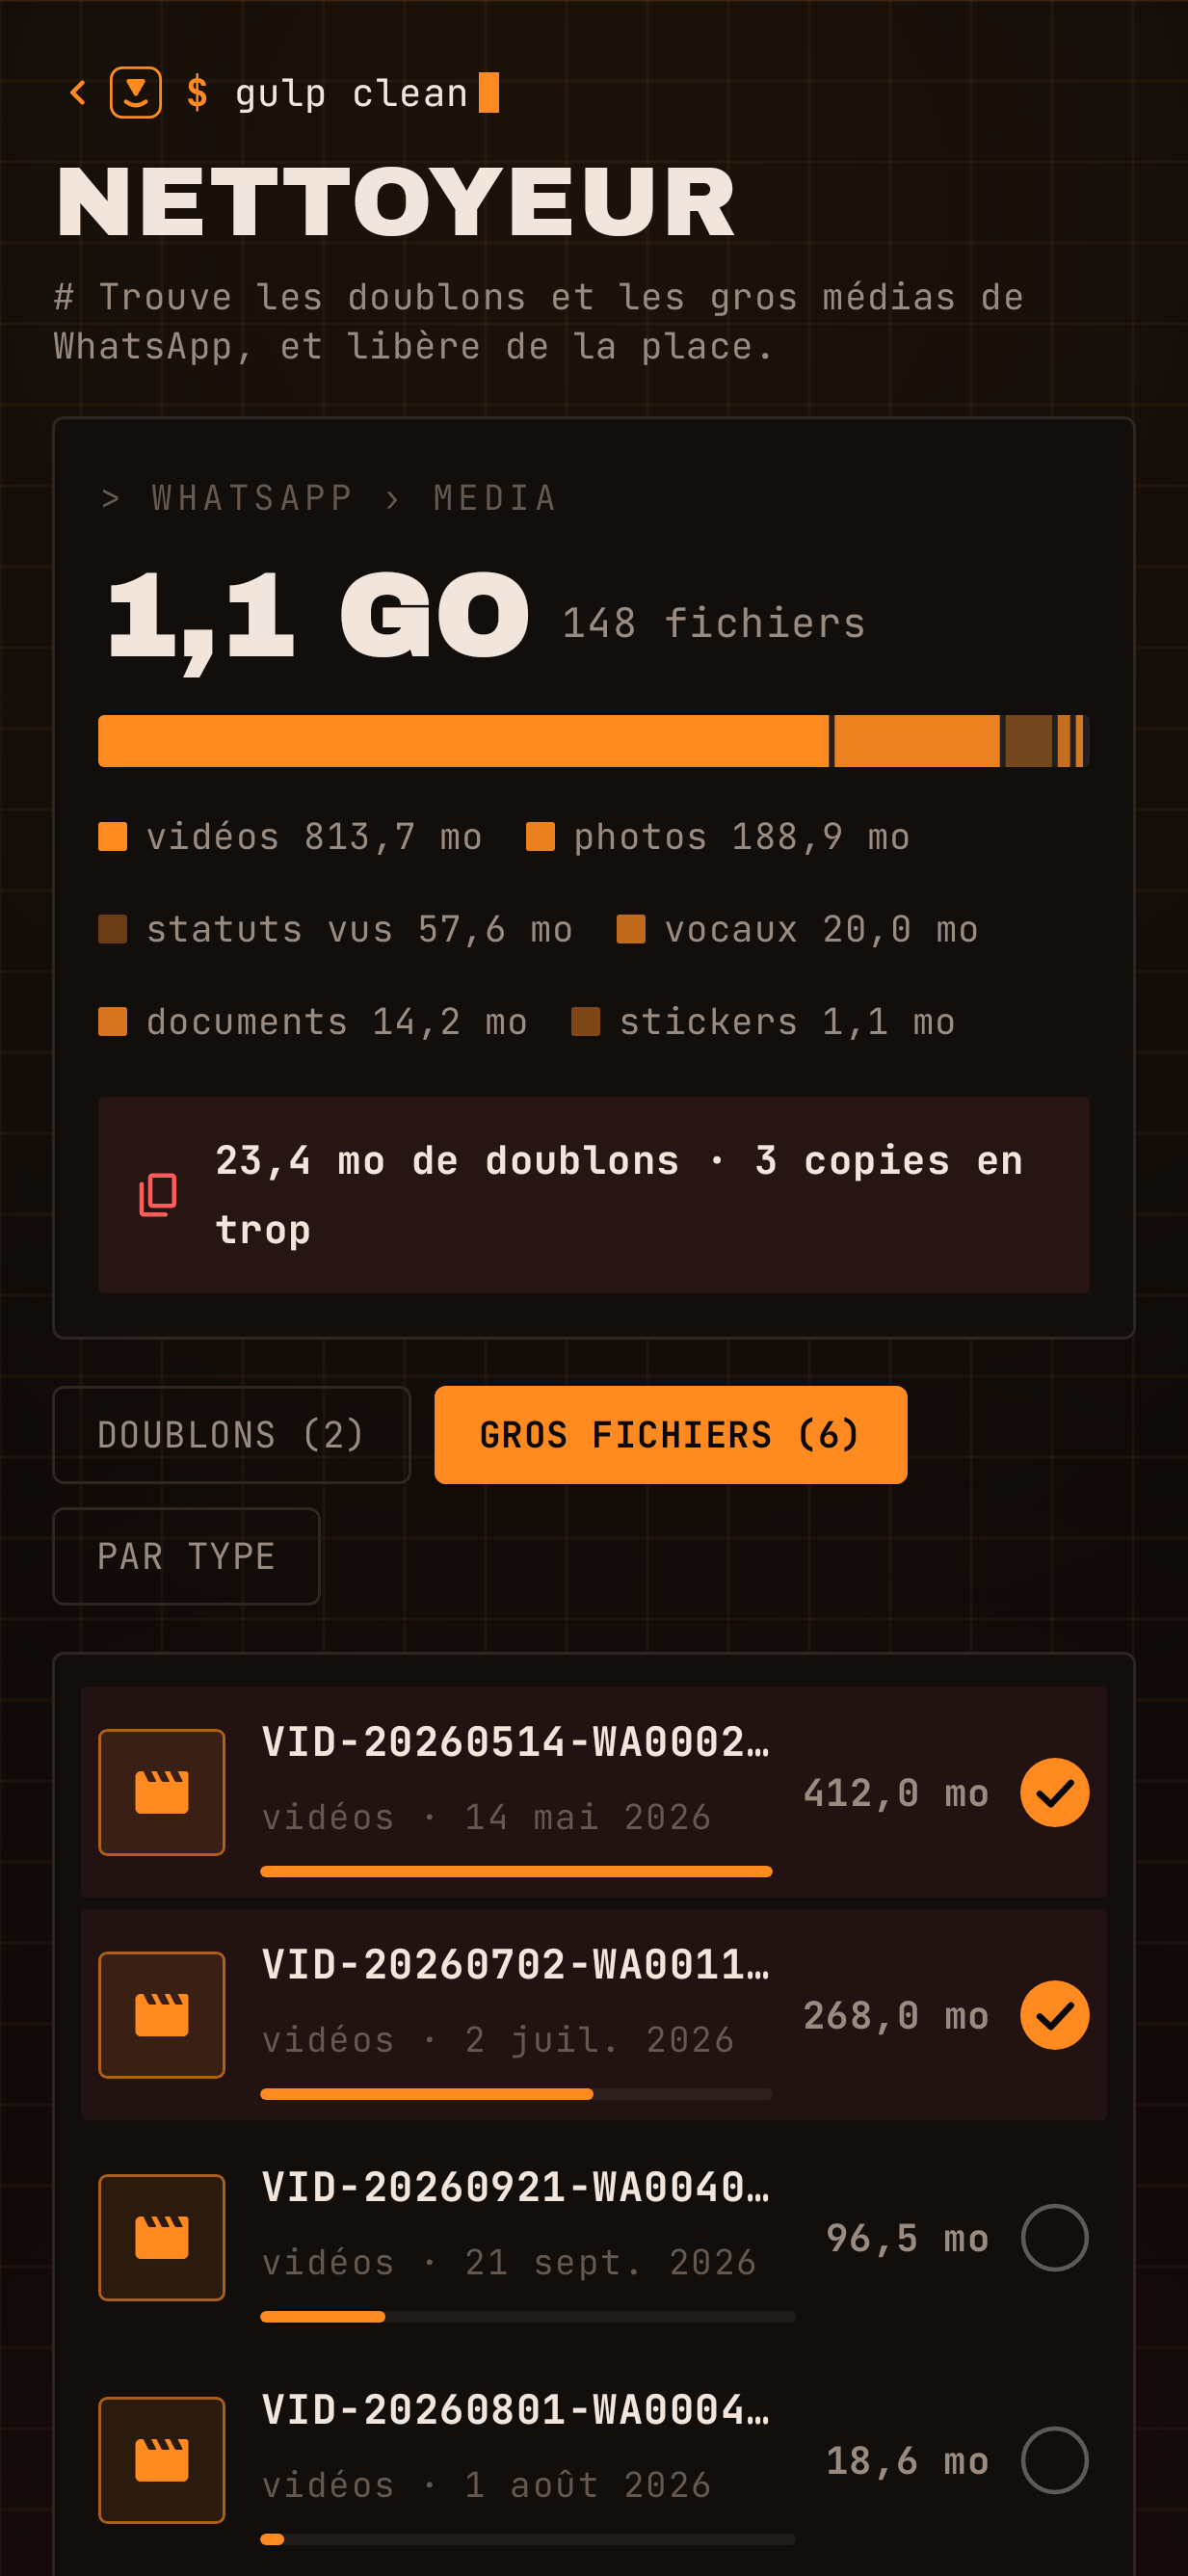 $ gulp clean
NETTOYEUR
# Trouve les doublons et les gros médias de
WhatsApp, et libère de la place.
> WHATSAPP › MEDIA
1,1 GO 148 fichiers
vidéos 813,7 mo photos 188,9 mo
statuts vus 57,6 mo vocaux 20,0 mo
documents 14,2 mo stickers 1,1 mo
23,4 mo de doublons · 3 copies en
trop
DOUBLONS (2) GROS FICHIERS (6)
PAR TYPE
VID-20260514-WA0002…
412,0 mo
vidéos · 14 mai 2026
VID-20260702-WA0011…
268,0 mo
vidéos · 2 juil. 2026
VID-20260921-WA0040…
96,5 mo
vidéos · 21 sept. 2026
VID-20260801-WA0004…
18,6 mo
vidéos · 1 août 2026